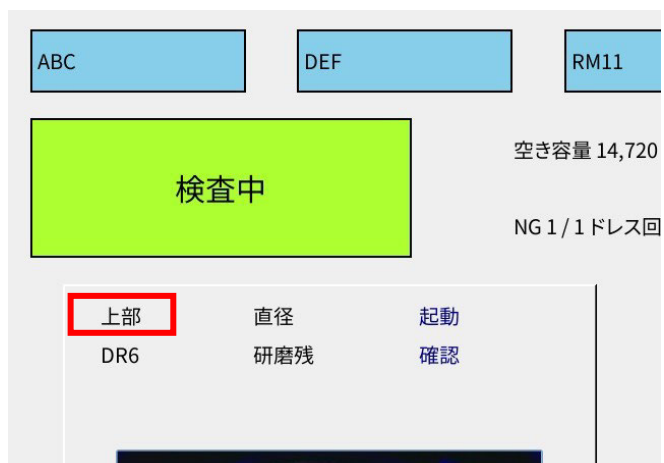 ABC DEF RM11
検査中
空き容量 14,720
NG 1 / 1 ドレス回
上部 直径 起動
DR6 研磨残 確認